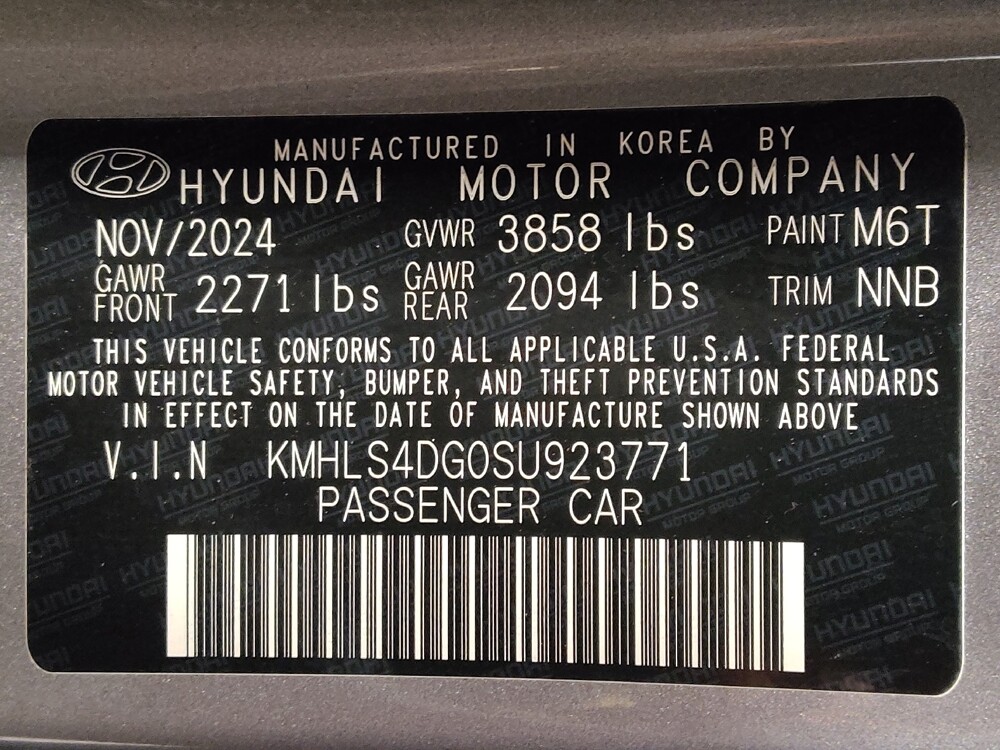 MANUFACTURED IN KOREA BY
HYUNDAI MOTOR COMPANY
NOV/2024 GVWR 3858 lbs PAINT M6T
GAWR FRONT 2271 lbs GAWR REAR 2094 lbs TRIM NNB
THIS VEHICLE CONFORMS TO ALL APPLICABLE U.S.A. FEDERAL
MOTOR VEHICLE SAFETY, BUMPER, AND THEFT PREVENTION STANDARDS
IN EFFECT ON THE DATE OF MANUFACTURE SHOWN ABOVE
V.I.N KMHLS4DG0SU923771
PASSENGER CAR